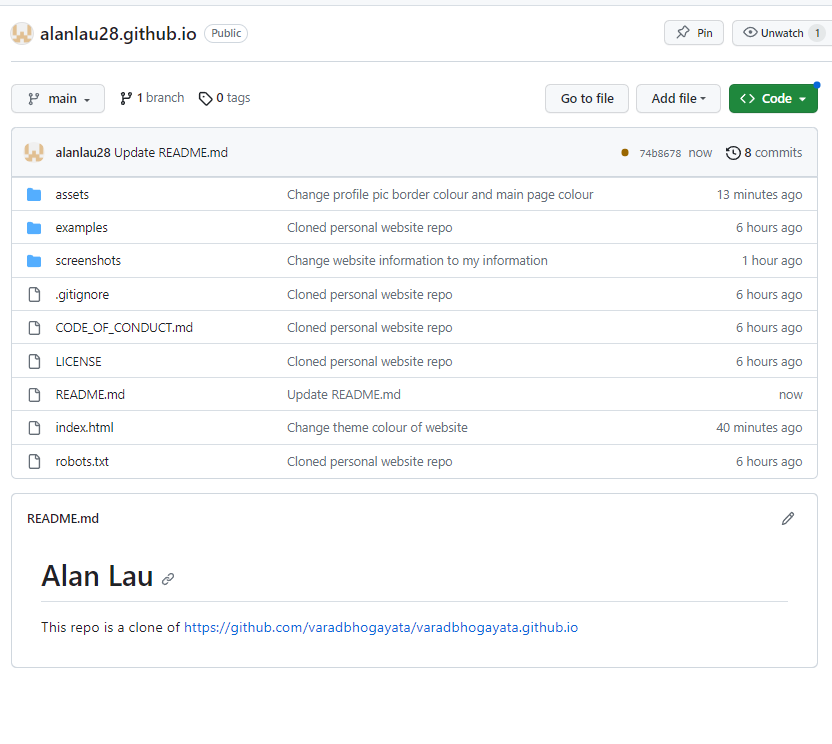 alanlau28.github.io Public Pin Unwatch 1
main 1 branch 0 tags Go to file Add file Code
alanlau28 Update README.md 74b8678 now 8 commits
assets Change profile pic border colour and main page colour 13 minutes ago
examples Cloned personal website repo 6 hours ago
screenshots Change website information to my information 1 hour ago
.gitignore Cloned personal website repo 6 hours ago
CODE_OF_CONDUCT.md Cloned personal website repo 6 hours ago
LICENSE Cloned personal website repo 6 hours ago
README.md Update README.md now
index.html Change theme colour of website 40 minutes ago
robots.txt Cloned personal website repo 6 hours ago
README.md
Alan Lau
This repo is a clone of https://github.com/varadbhogayata/varadbhogayata.github.io